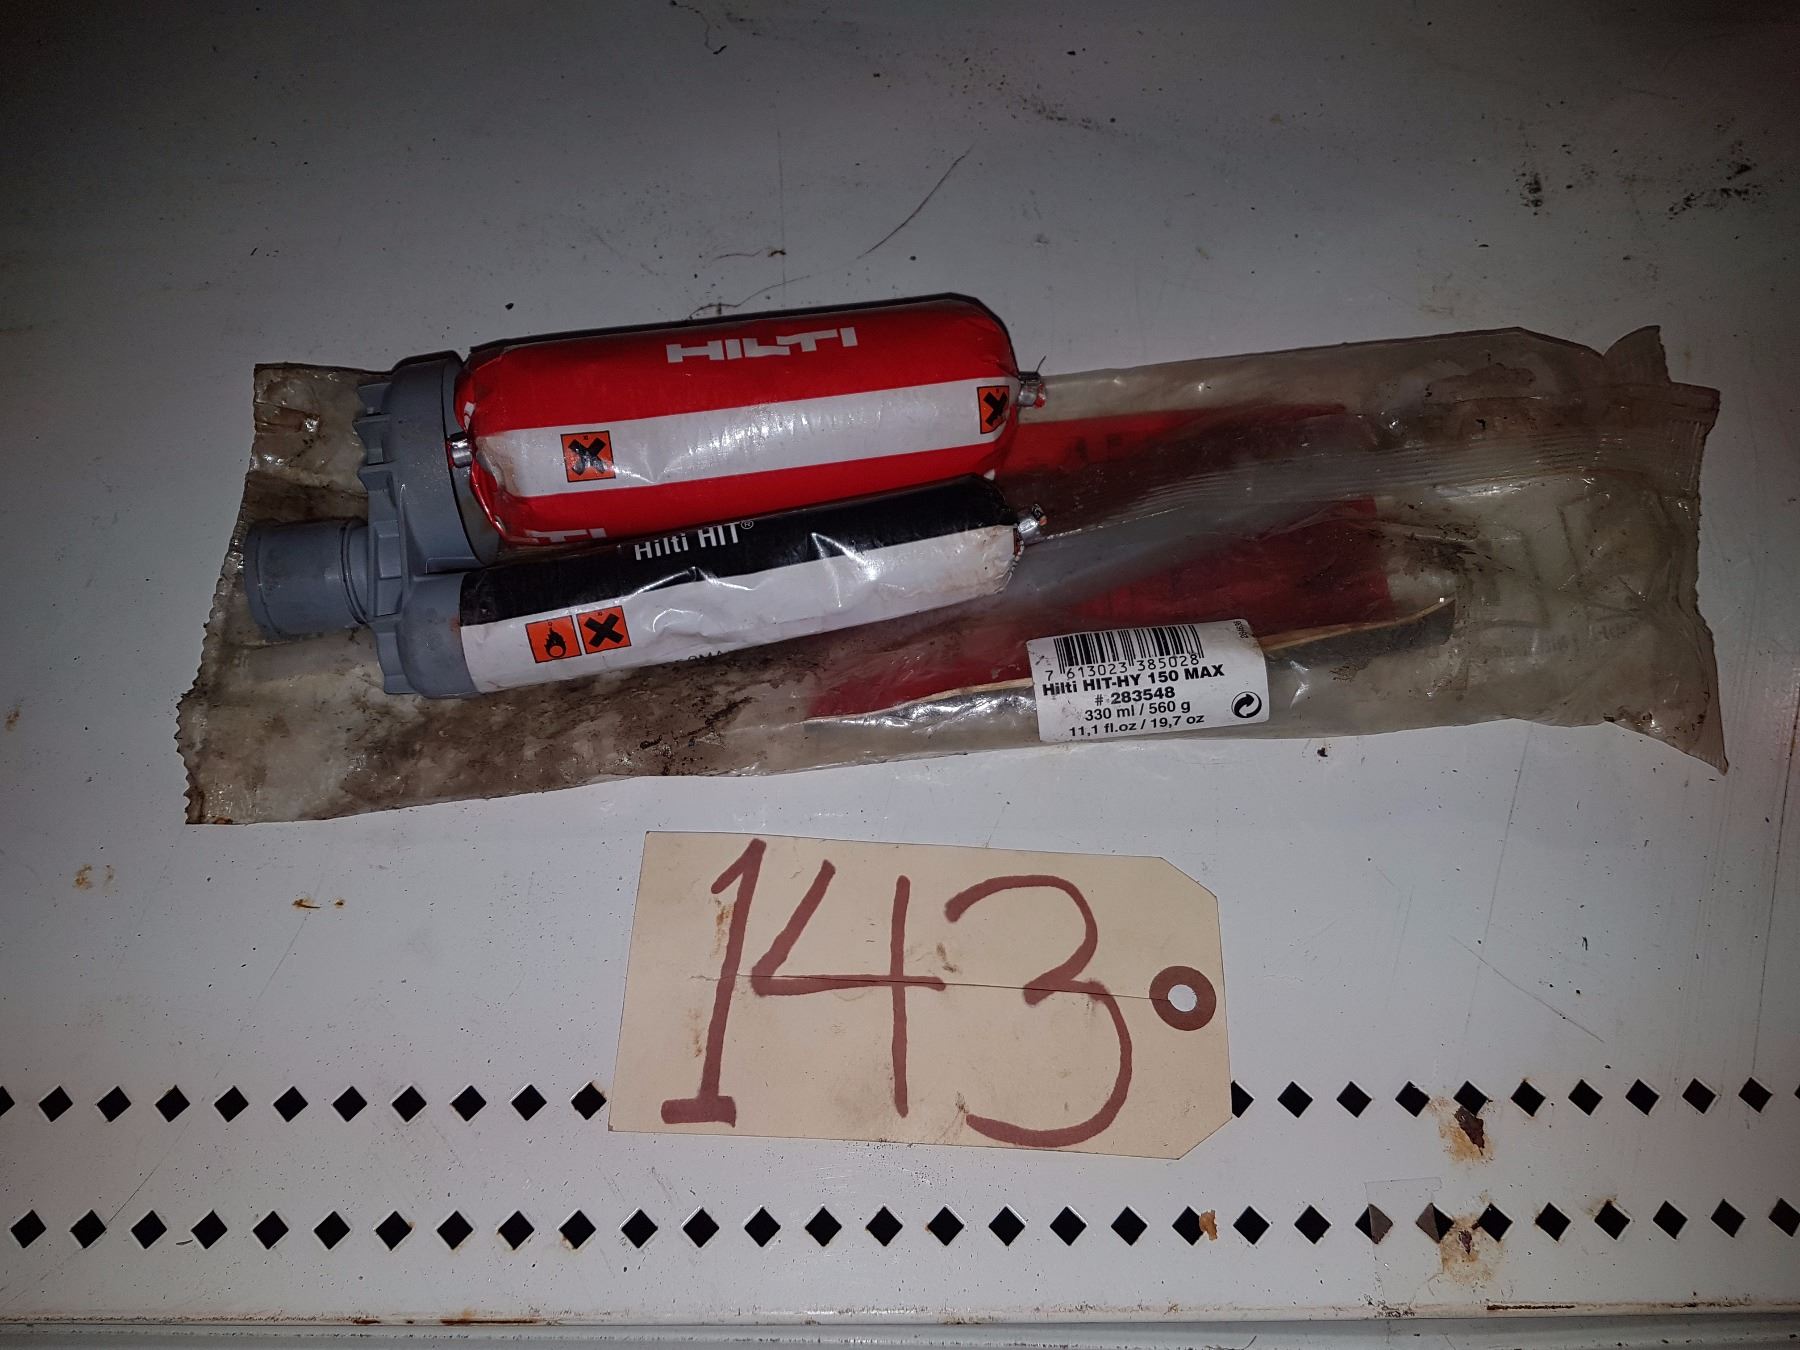 HILTI
Hilti HIT®
7 613023 385028
Hilti HIT-HY 150 MAX
# 283548
330 ml / 560 g
11,1 fl.oz / 19,7 oz
143